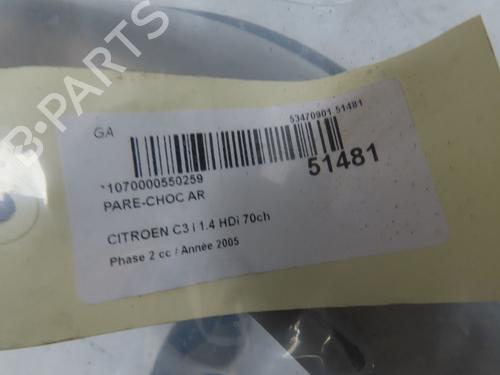 B-PARTS
GA
53470901 51481
*1070000550259
51481
PARE-CHOC AR
CITROEN C3 i 1.4 HDi 70ch
Phase 2 cc / Année 2005